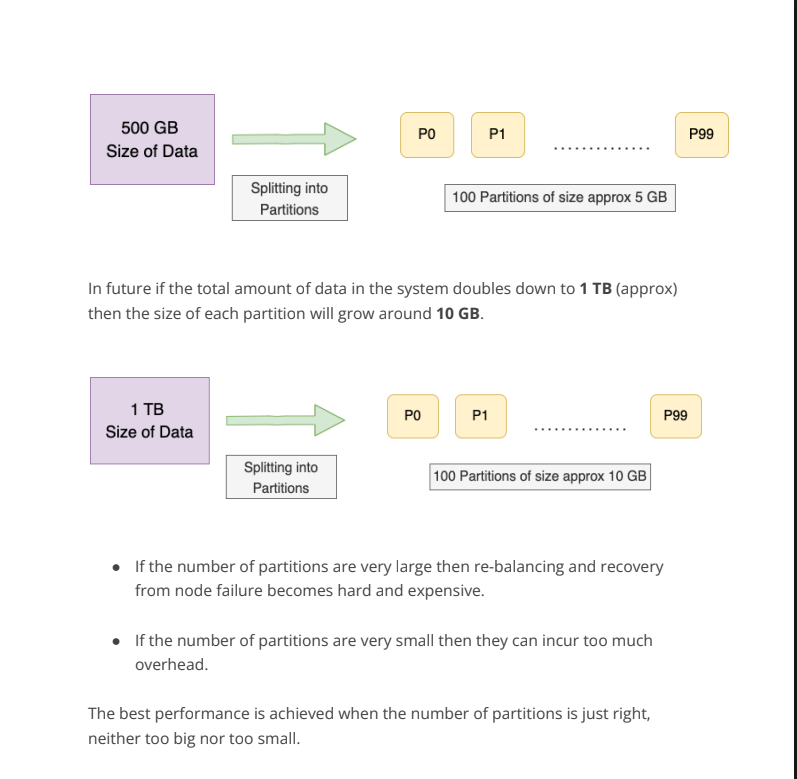 500 GB
Size of Data
P0
P1
..............
P99
Splitting into
Partitions
100 Partitions of size approx 5 GB
In future if the total amount of data in the system doubles down to 1 TB (approx)
then the size of each partition will grow around 10 GB.
1 TB
Size of Data
P0
P1
..............
P99
Splitting into
Partitions
100 Partitions of size approx 10 GB
● If the number of partitions are very large then re-balancing and recovery
from node failure becomes hard and expensive.
● If the number of partitions are very small then they can incur too much
overhead.
The best performance is achieved when the number of partitions is just right,
neither too big nor too small.